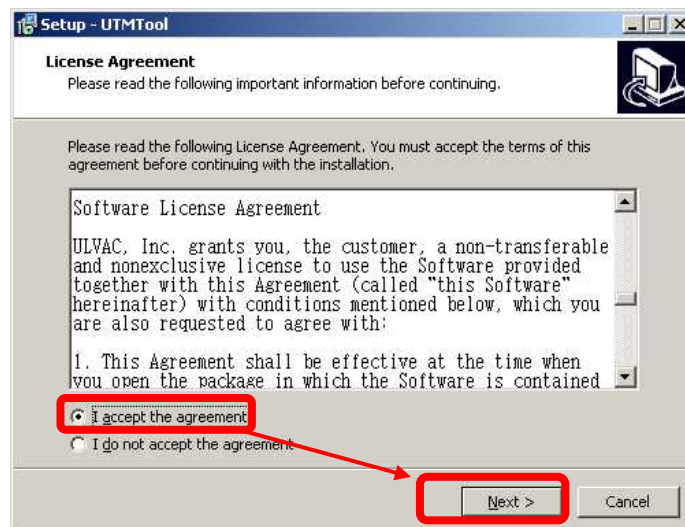 Setup - UTMTool
License Agreement
Please read the following important information before continuing.
Please read the following License Agreement. You must accept the terms of this
agreement before continuing with the installation.
Software License Agreement
ULVAC, Inc. grants you, the customer, a non-transferable
and nonexclusive license to use the Software provided
together with this Agreement (called "this Software"
hereinafter) with conditions mentioned below, which you
are also requested to agree with:
1. This Agreement shall be effective at the time when
you open the package in which the Software is contained
I accept the agreement
I do not accept the agreement
Next >
Cancel